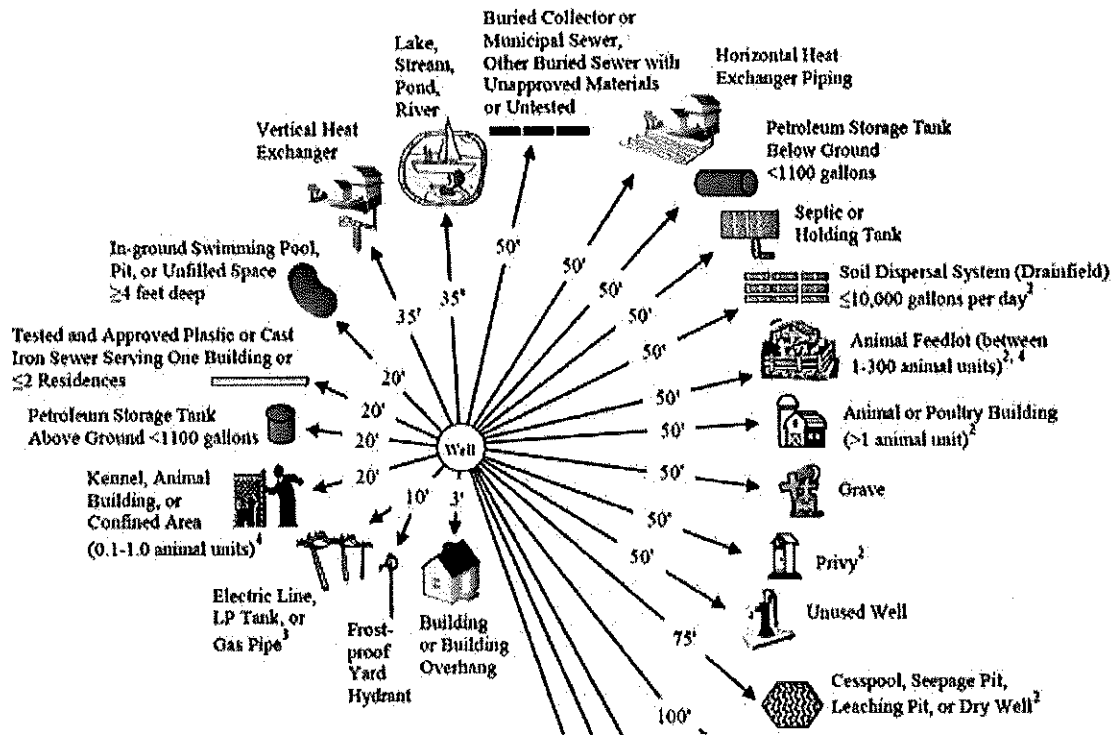 Buried Collector or
Municipal Sewer,
Other Buried Sewer with
Unapproved Materials
or Untested
Lake,
Stream,
Pond,
River
Horizontal Heat
Exchanger Piping
Vertical Heat
Exchanger
Petroleum Storage Tank
Below Ground
<1100 gallons
Septic or
Holding Tank
In-ground Swimming Pool,
Pit, or Unfilled Space
≥4 feet deep
Soil Dispersal System (Drainfield)
≤10,000 gallons per day²
Tested and Approved Plastic or Cast
Iron Sewer Serving One Building or
≤2 Residences
Animal Feedlot (between
1-300 animal units)²,⁴
Petroleum Storage Tank
Above Ground <1100 gallons
Animal or Poultry Building
(>1 animal unit)²
Kennel, Animal
Building, or
Confined Area
(0.1-1.0 animal units)⁴
Grave
Privy²
Electric Line,
LP Tank, or
Gas Pipe³
Frost-
proof
Yard
Hydrant
Building
or Building
Overhang
Unused Well
Cesspool, Seepage Pit,
Leaching Pit, or Dry Well²
Well
50'
50'
50'
50'
50'
50'
50'
50'
50'
50'
75'
100'
35'
35'
20'
20'
20'
20'
10'
3'